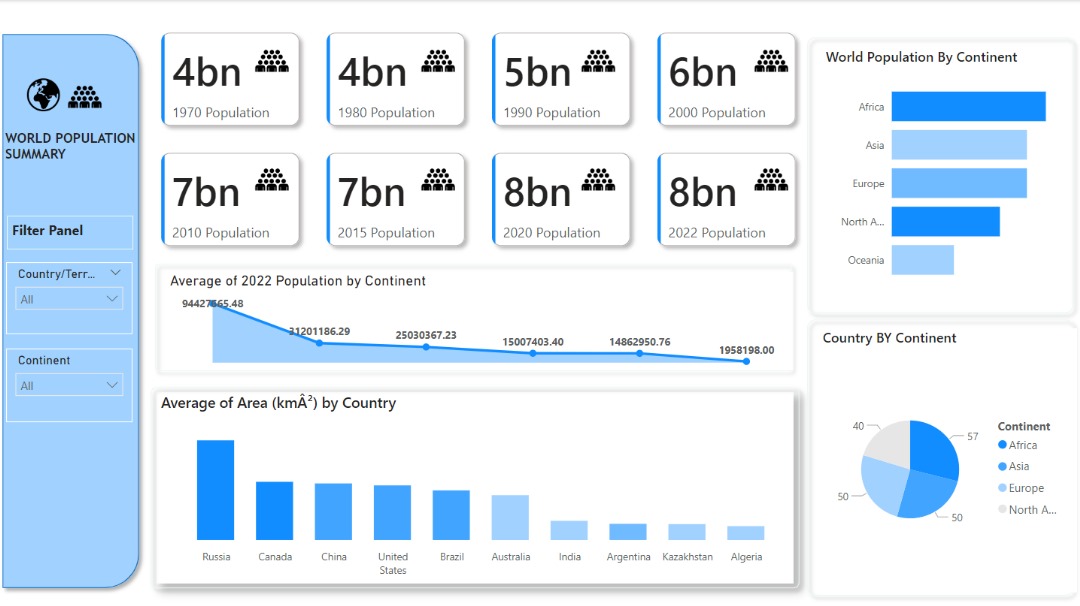 WORLD POPULATION
SUMMARY
Filter Panel
Country/Terr...
All
Continent
All
4bn
1970 Population
4bn
1980 Population
5bn
1990 Population
6bn
2000 Population
7bn
2010 Population
7bn
2015 Population
8bn
2020 Population
8bn
2022 Population
Average of 2022 Population by Continent
94427665.48
31201186.29
25030367.23
15007403.40
14862950.76
1958198.00
Average of Area (kmÂ²) by Country
Russia
Canada
China
United
States
Brazil
Australia
India
Argentina
Kazakhstan
Algeria
World Population By Continent
Africa
Asia
Europe
North A...
Oceania
Country BY Continent
40
57
50
50
Continent
Africa
Asia
Europe
North A...